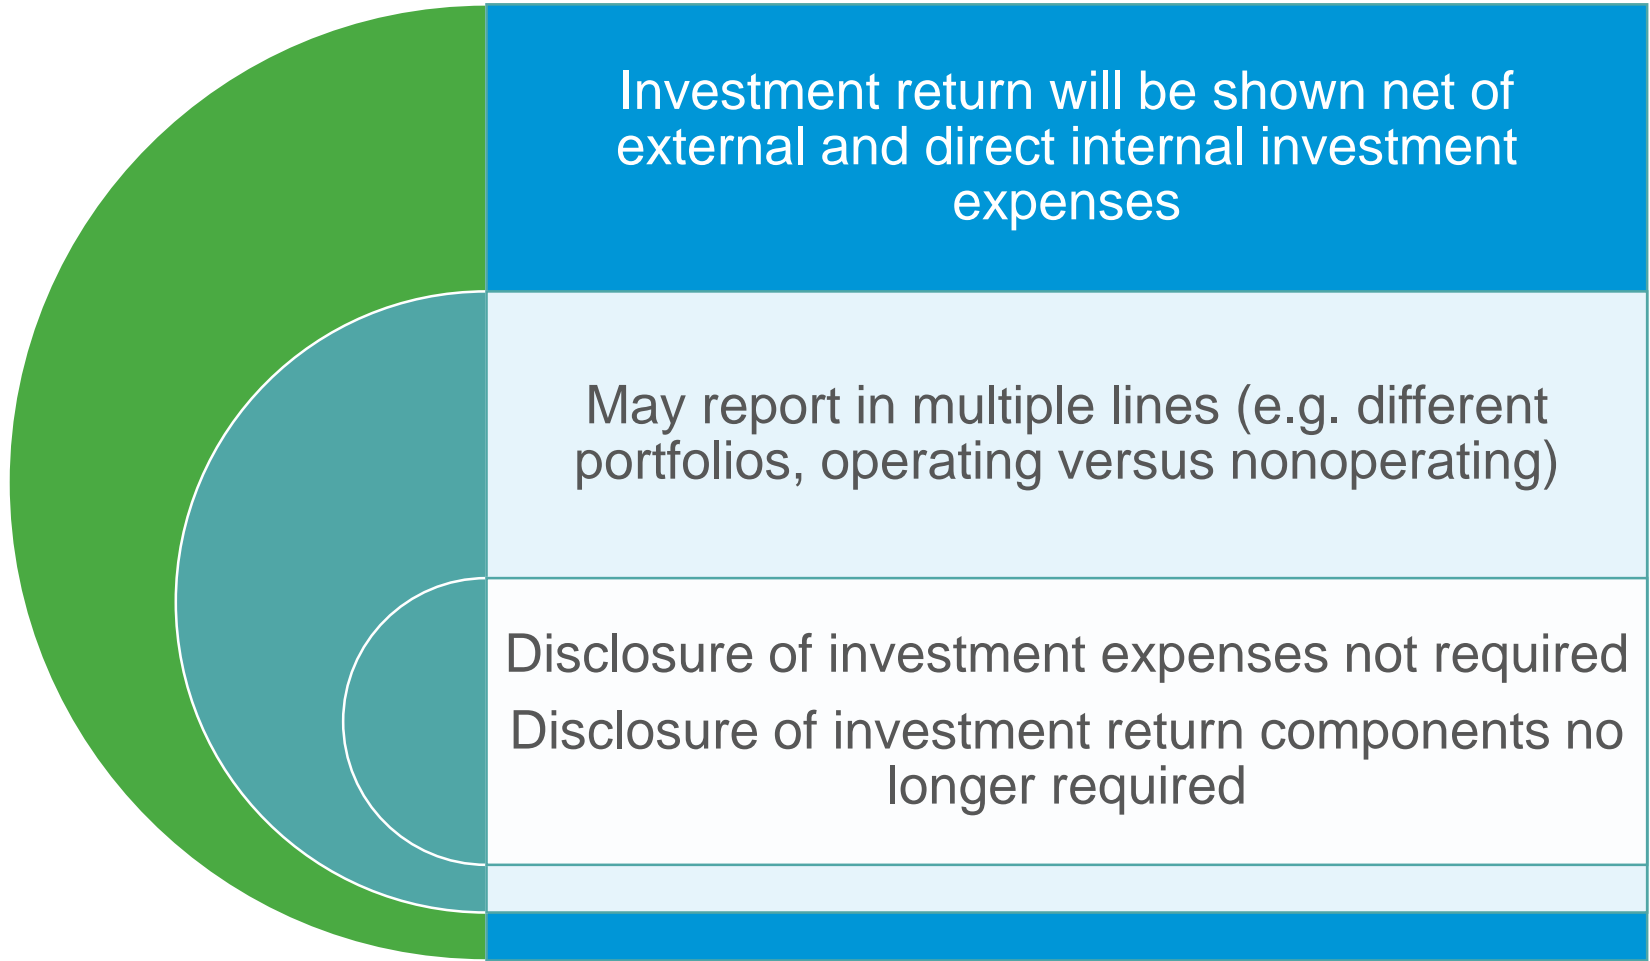 Investment return will be shown net of
external and direct internal investment
expenses
May report in multiple lines (e.g. different
portfolios, operating versus nonoperating)
Disclosure of investment expenses not required
Disclosure of investment return components no
longer required